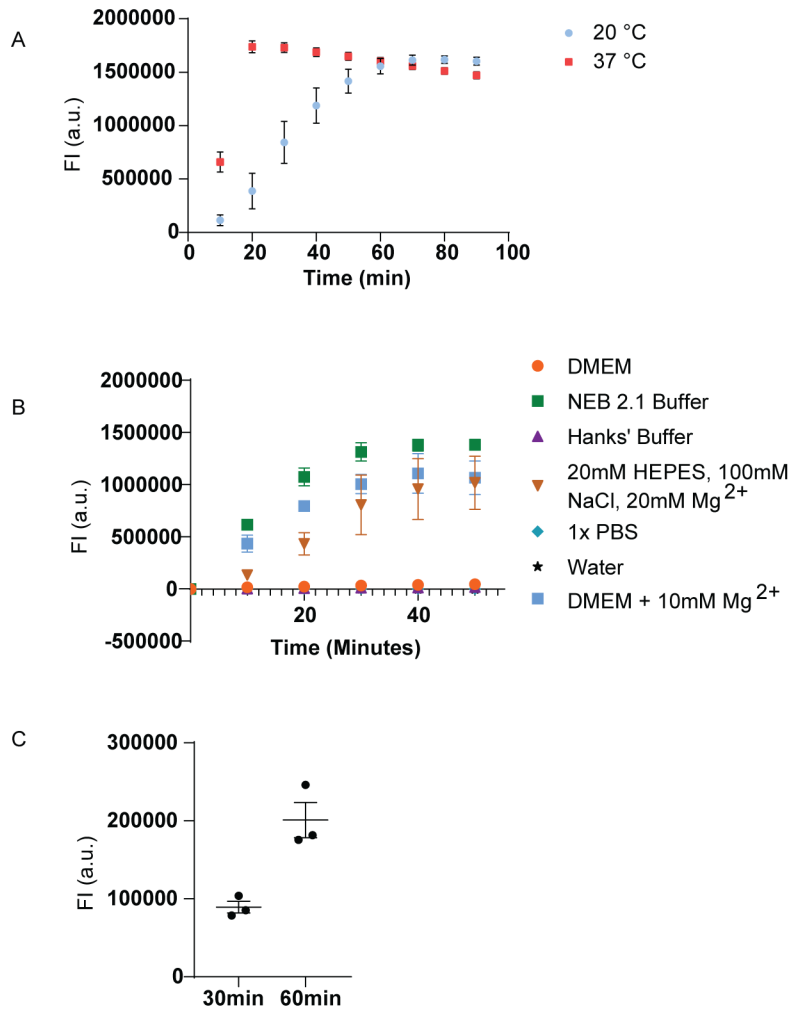 A
2000000
1500000
1000000
500000
0
FI (a.u.)
0 20 40 60 80 100
Time (min)
20 °C
37 °C
B
2000000
1500000
1000000
500000
0
-500000
FI (a.u.)
20 40
Time (Minutes)
DMEM
NEB 2.1 Buffer
Hanks' Buffer
20mM HEPES, 100mM
NaCl, 20mM Mg2+
1x PBS
Water
DMEM + 10mM Mg2+
C
300000
200000
100000
0
FI (a.u.)
30min 60min